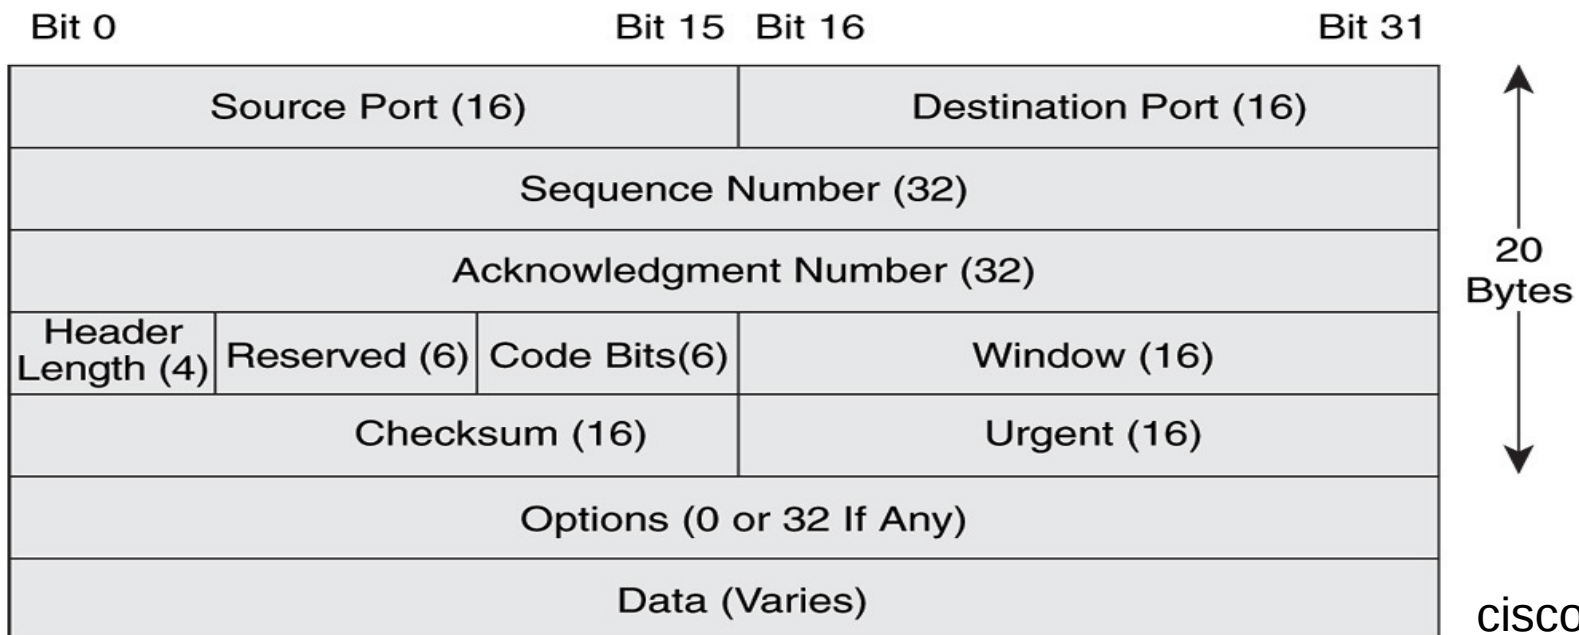 Bit 0 Bit 15 Bit 16 Bit 31
Source Port (16) Destination Port (16)
Sequence Number (32)
Acknowledgment Number (32)
20
Bytes
Header
Length (4) Reserved (6) Code Bits(6) Window (16)
Checksum (16) Urgent (16)
Options (0 or 32 If Any)
Data (Varies)
cisco